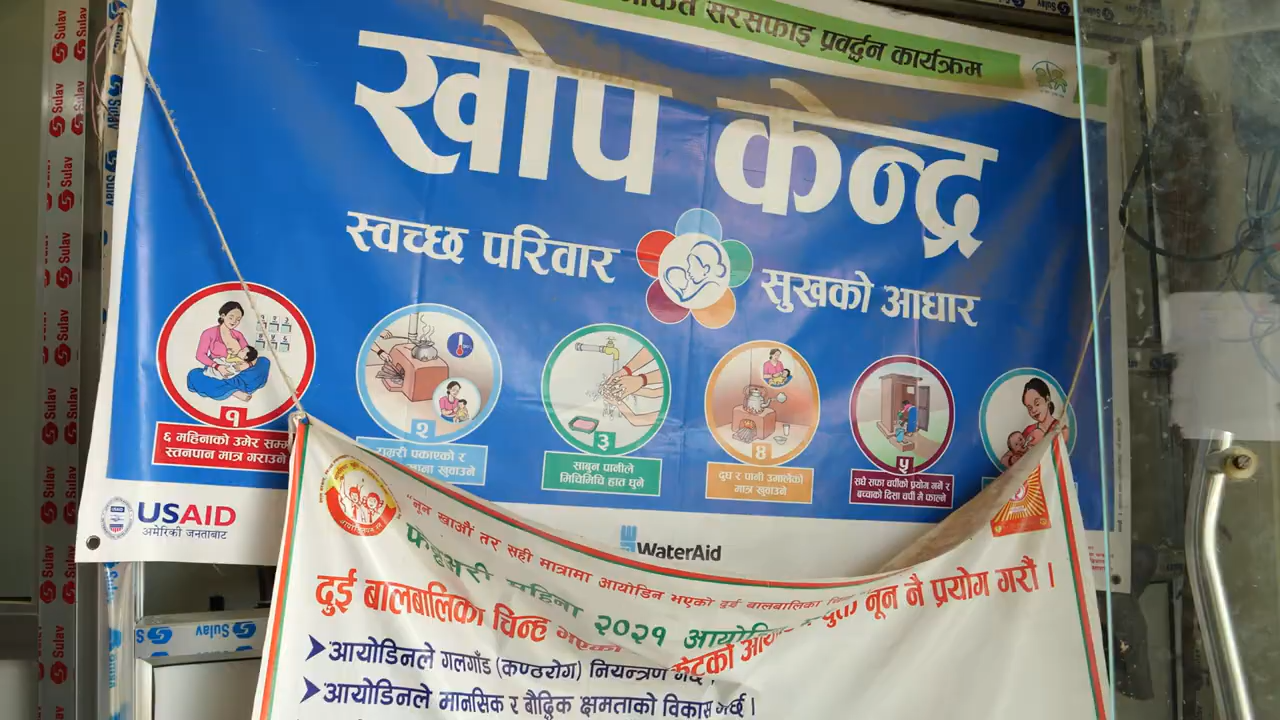 सरसफाइ प्रवर्द्धन कार्यक्रम
खोप केन्द्र
स्वच्छ परिवार सुखको आधार
१
६ महिनाको उमेर सम्म
स्तनपान मात्र गराउने
२
पकाएको र
खुवाउने
३
साबुन पानीले
मिचिमिचि हात धुने
४
दुध र पानी उमालेको
मात्र खुवाउने
५
सधै सफा चर्पीको प्रयोग गर्ने र
बच्चाको दिसा चर्पी मै फाल्ने
USAID
अमेरिकी जनताबाट
WaterAid
"नून खाऔं तर सही मात्रामा आयोडिन भएको दुई बालबालिका
महिना २०२१
दुई बालबालिका चिन्ह भएको नून नै प्रयोग गरौं ।
आयोडिनले गलगाँड (कण्ठरोग) नियन्त्रण गर्दछ ।
आयोडिनले मानसिक र बौद्धिक क्षमताको विकास गर्छ ।
Sulav